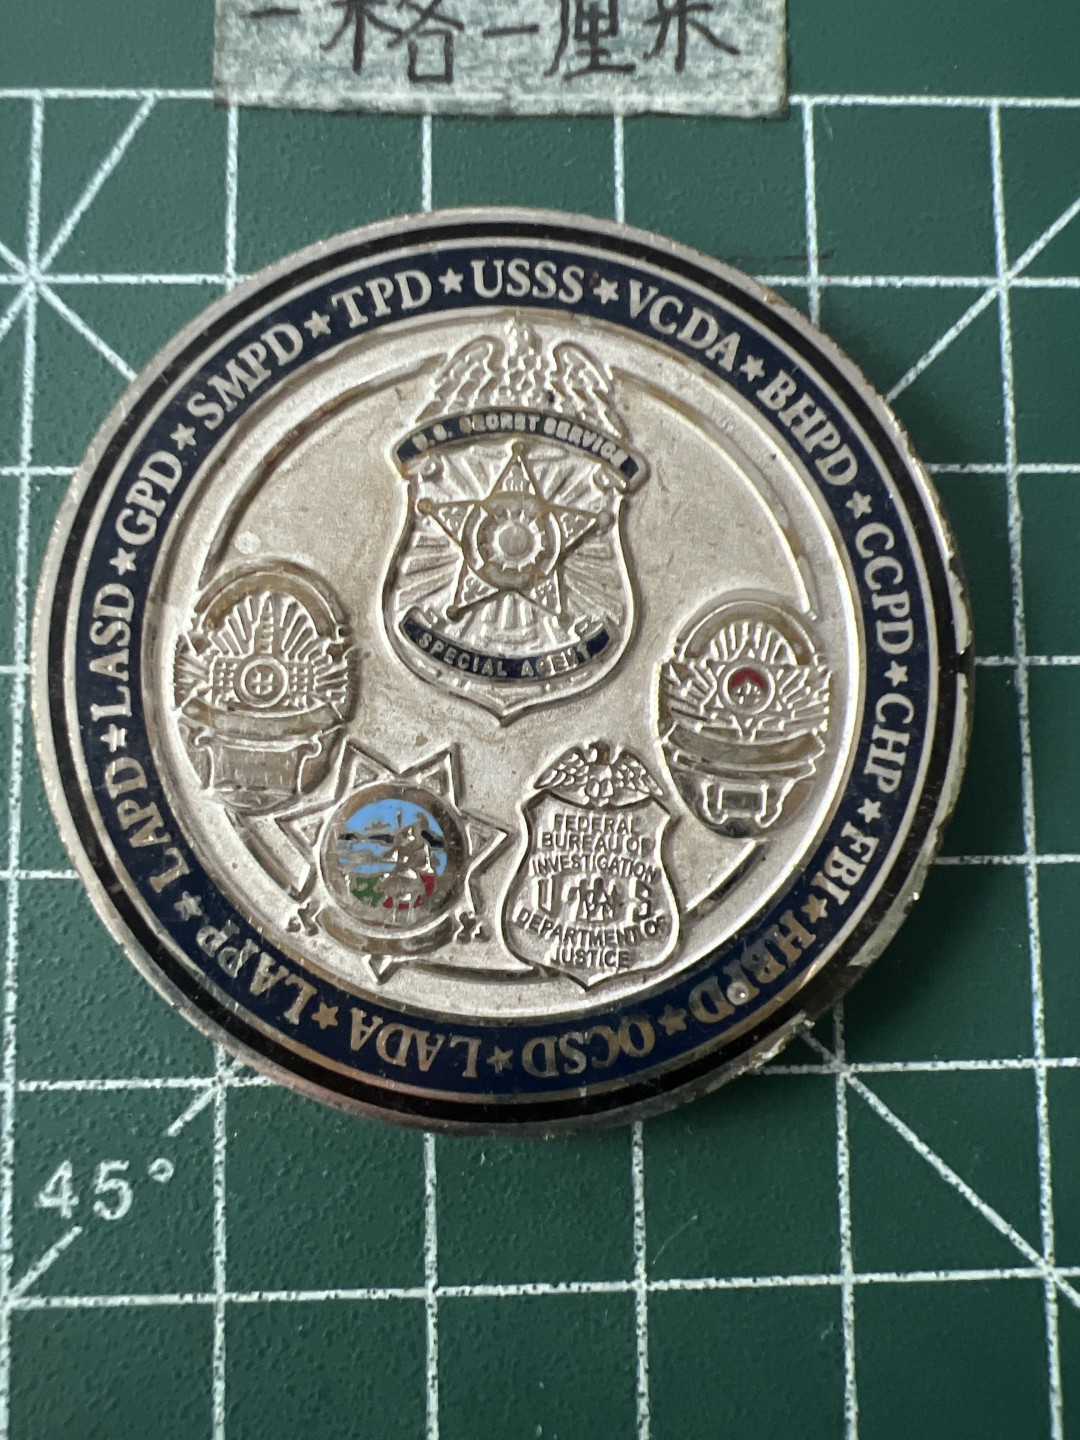 一格一厘米
USSS★VCDA★BHPD★CCPD★CHP★FBI★HBPD★OCSD★LADA★LAPP★LAPD★LASD★GPD★SMPD★TPD★
U.S. SECRET SERVICE
SPECIAL AGENT
FEDERAL
BUREAU OF
INVESTIGATION
U S
DEPARTMENT OF
JUSTICE
45°